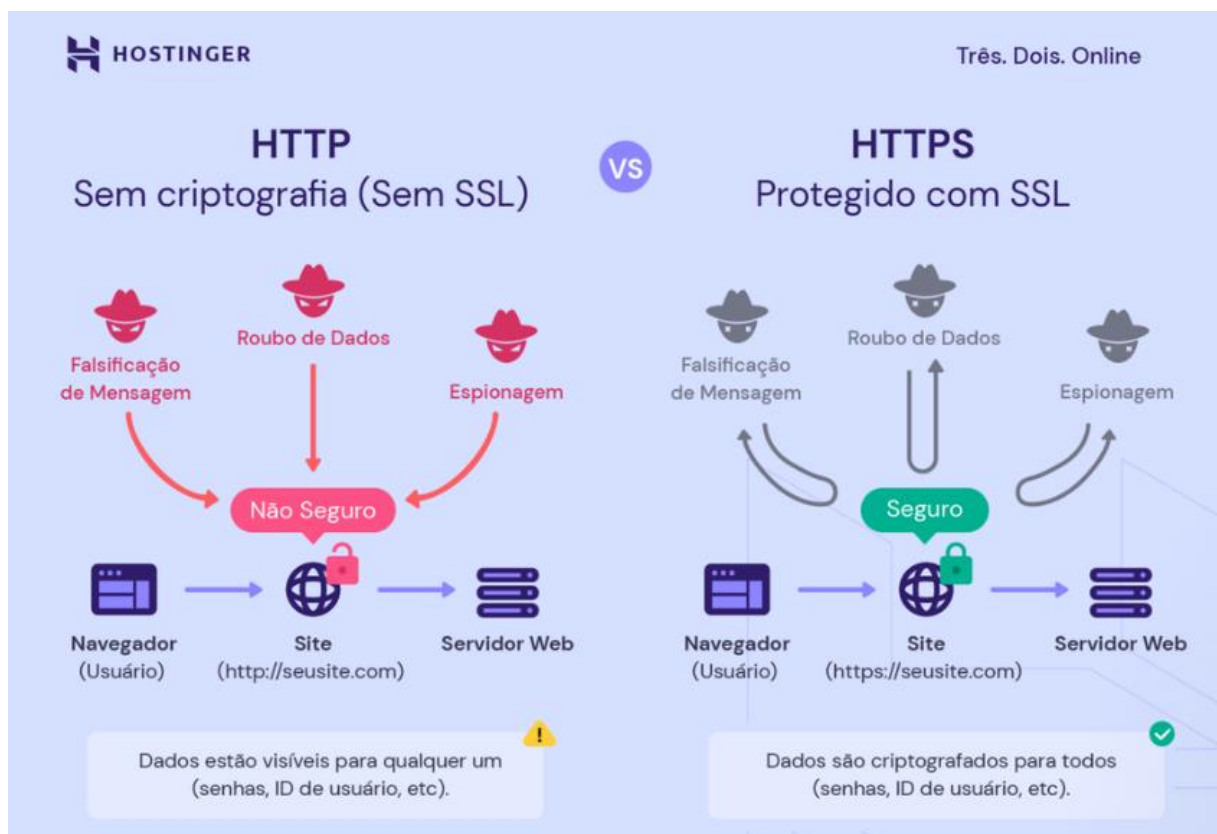 HOSTINGER
Três. Dois. Online
HTTP
Sem criptografia (Sem SSL)
VS
HTTPS
Protegido com SSL
Roubo de Dados
Falsificação
de Mensagem
Espionagem
Não Seguro
Navegador
(Usuário)
Site
(http://seusite.com)
Servidor Web
Dados estão visíveis para qualquer um
(senhas, ID de usuário, etc).
Roubo de Dados
Falsificação
de Mensagem
Espionagem
Seguro
Navegador
(Usuário)
Site
(https://seusite.com)
Servidor Web
Dados são criptografados para todos
(senhas, ID de usuário, etc).